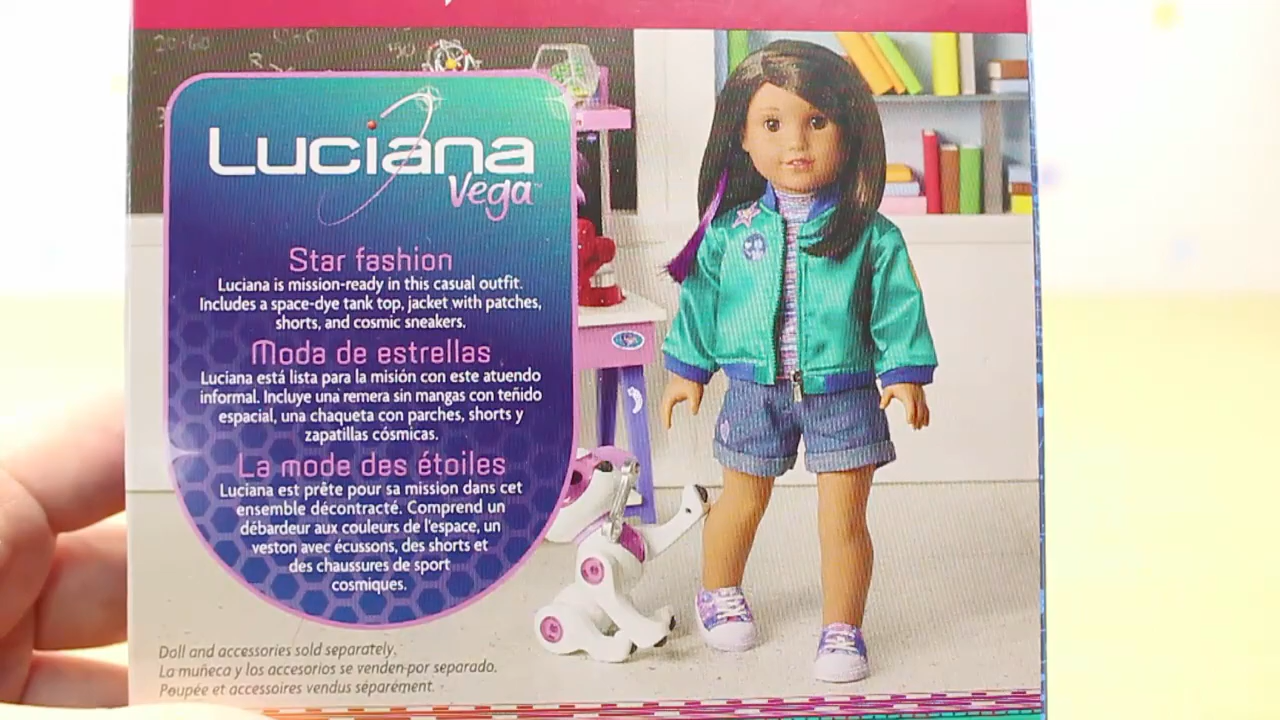 Luciana
Vega™
Star fashion
Luciana is mission-ready in this casual outfit.
Includes a space-dye tank top, jacket with patches,
shorts, and cosmic sneakers.
Moda de estrellas
Luciana está lista para la misión con este atuendo
informal. Incluye una remera sin mangas con teñido
espacial, una chaqueta con parches, shorts y
zapatillas cósmicas.
La mode des étoiles
Luciana est prête pour sa mission dans cet
ensemble décontracté. Comprend un
débardeur aux couleurs de l'espace, un
veston avec écussons, des shorts et
des chaussures de sport
cosmiques.
Doll and accessories sold separately.
La muñeca y los accesorios se venden por separado.
Poupée et accessoires vendus séparément.